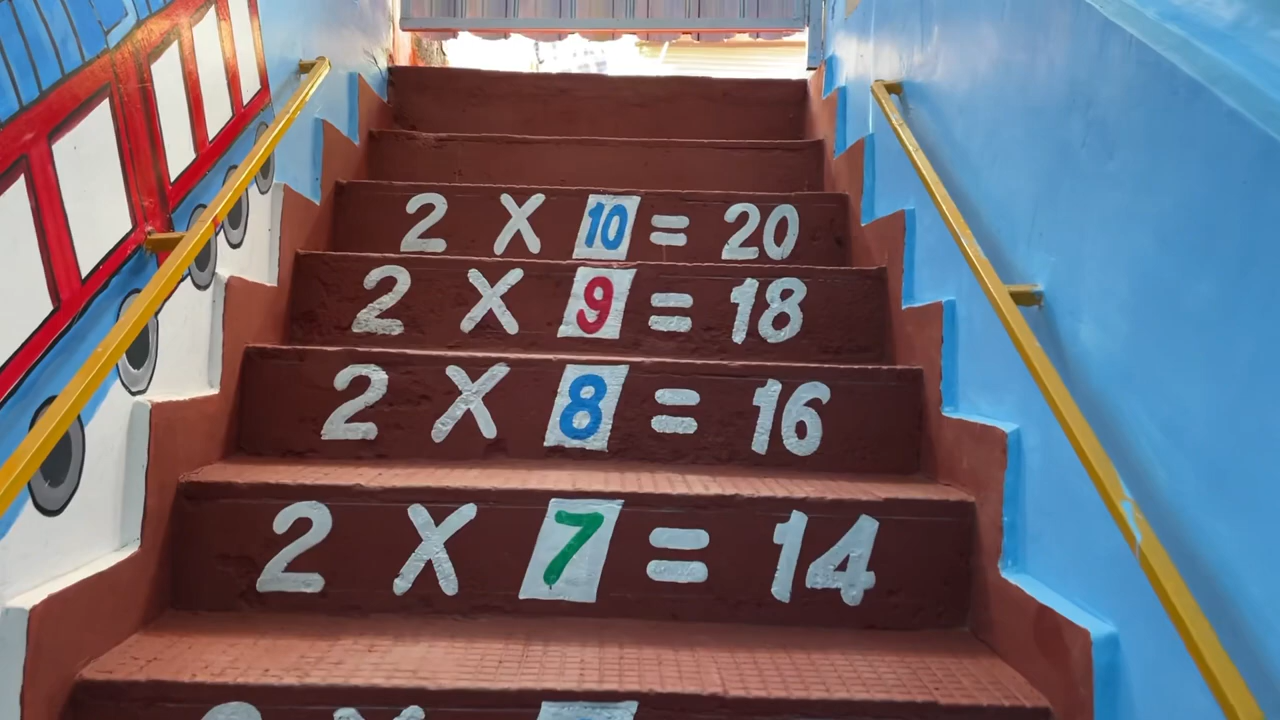 2 X 10 = 20
2 X 9 = 18
2 X 8 = 16
2 X 7 = 14